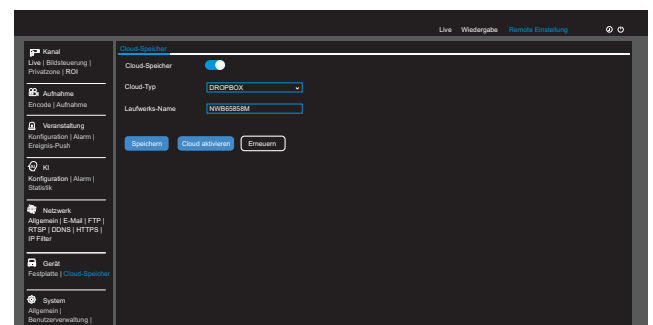 Live Wiedergabe Remote Einstellung
Kanal
Live | Bildsteuerung |
Privatzone | ROI
Aufnahme
Encode | Aufnahme
Veranstaltung
Konfiguration | Alarm |
Ereignis-Push
KI
Konfiguration | Alarm |
Statistik
Netzwerk
Allgemein | E-Mail | FTP |
RTSP | DDNS | HTTPS |
IP Filter
Gerät
Festplatte | Cloud-Speicher
System
Allgemein |
Benutzerverwaltung |
Cloud-Speicher
Cloud-Speicher
Cloud-Typ DROPBOX
Laufwerks-Name NWB65858M
Speichern Cloud aktivieren Erneuern